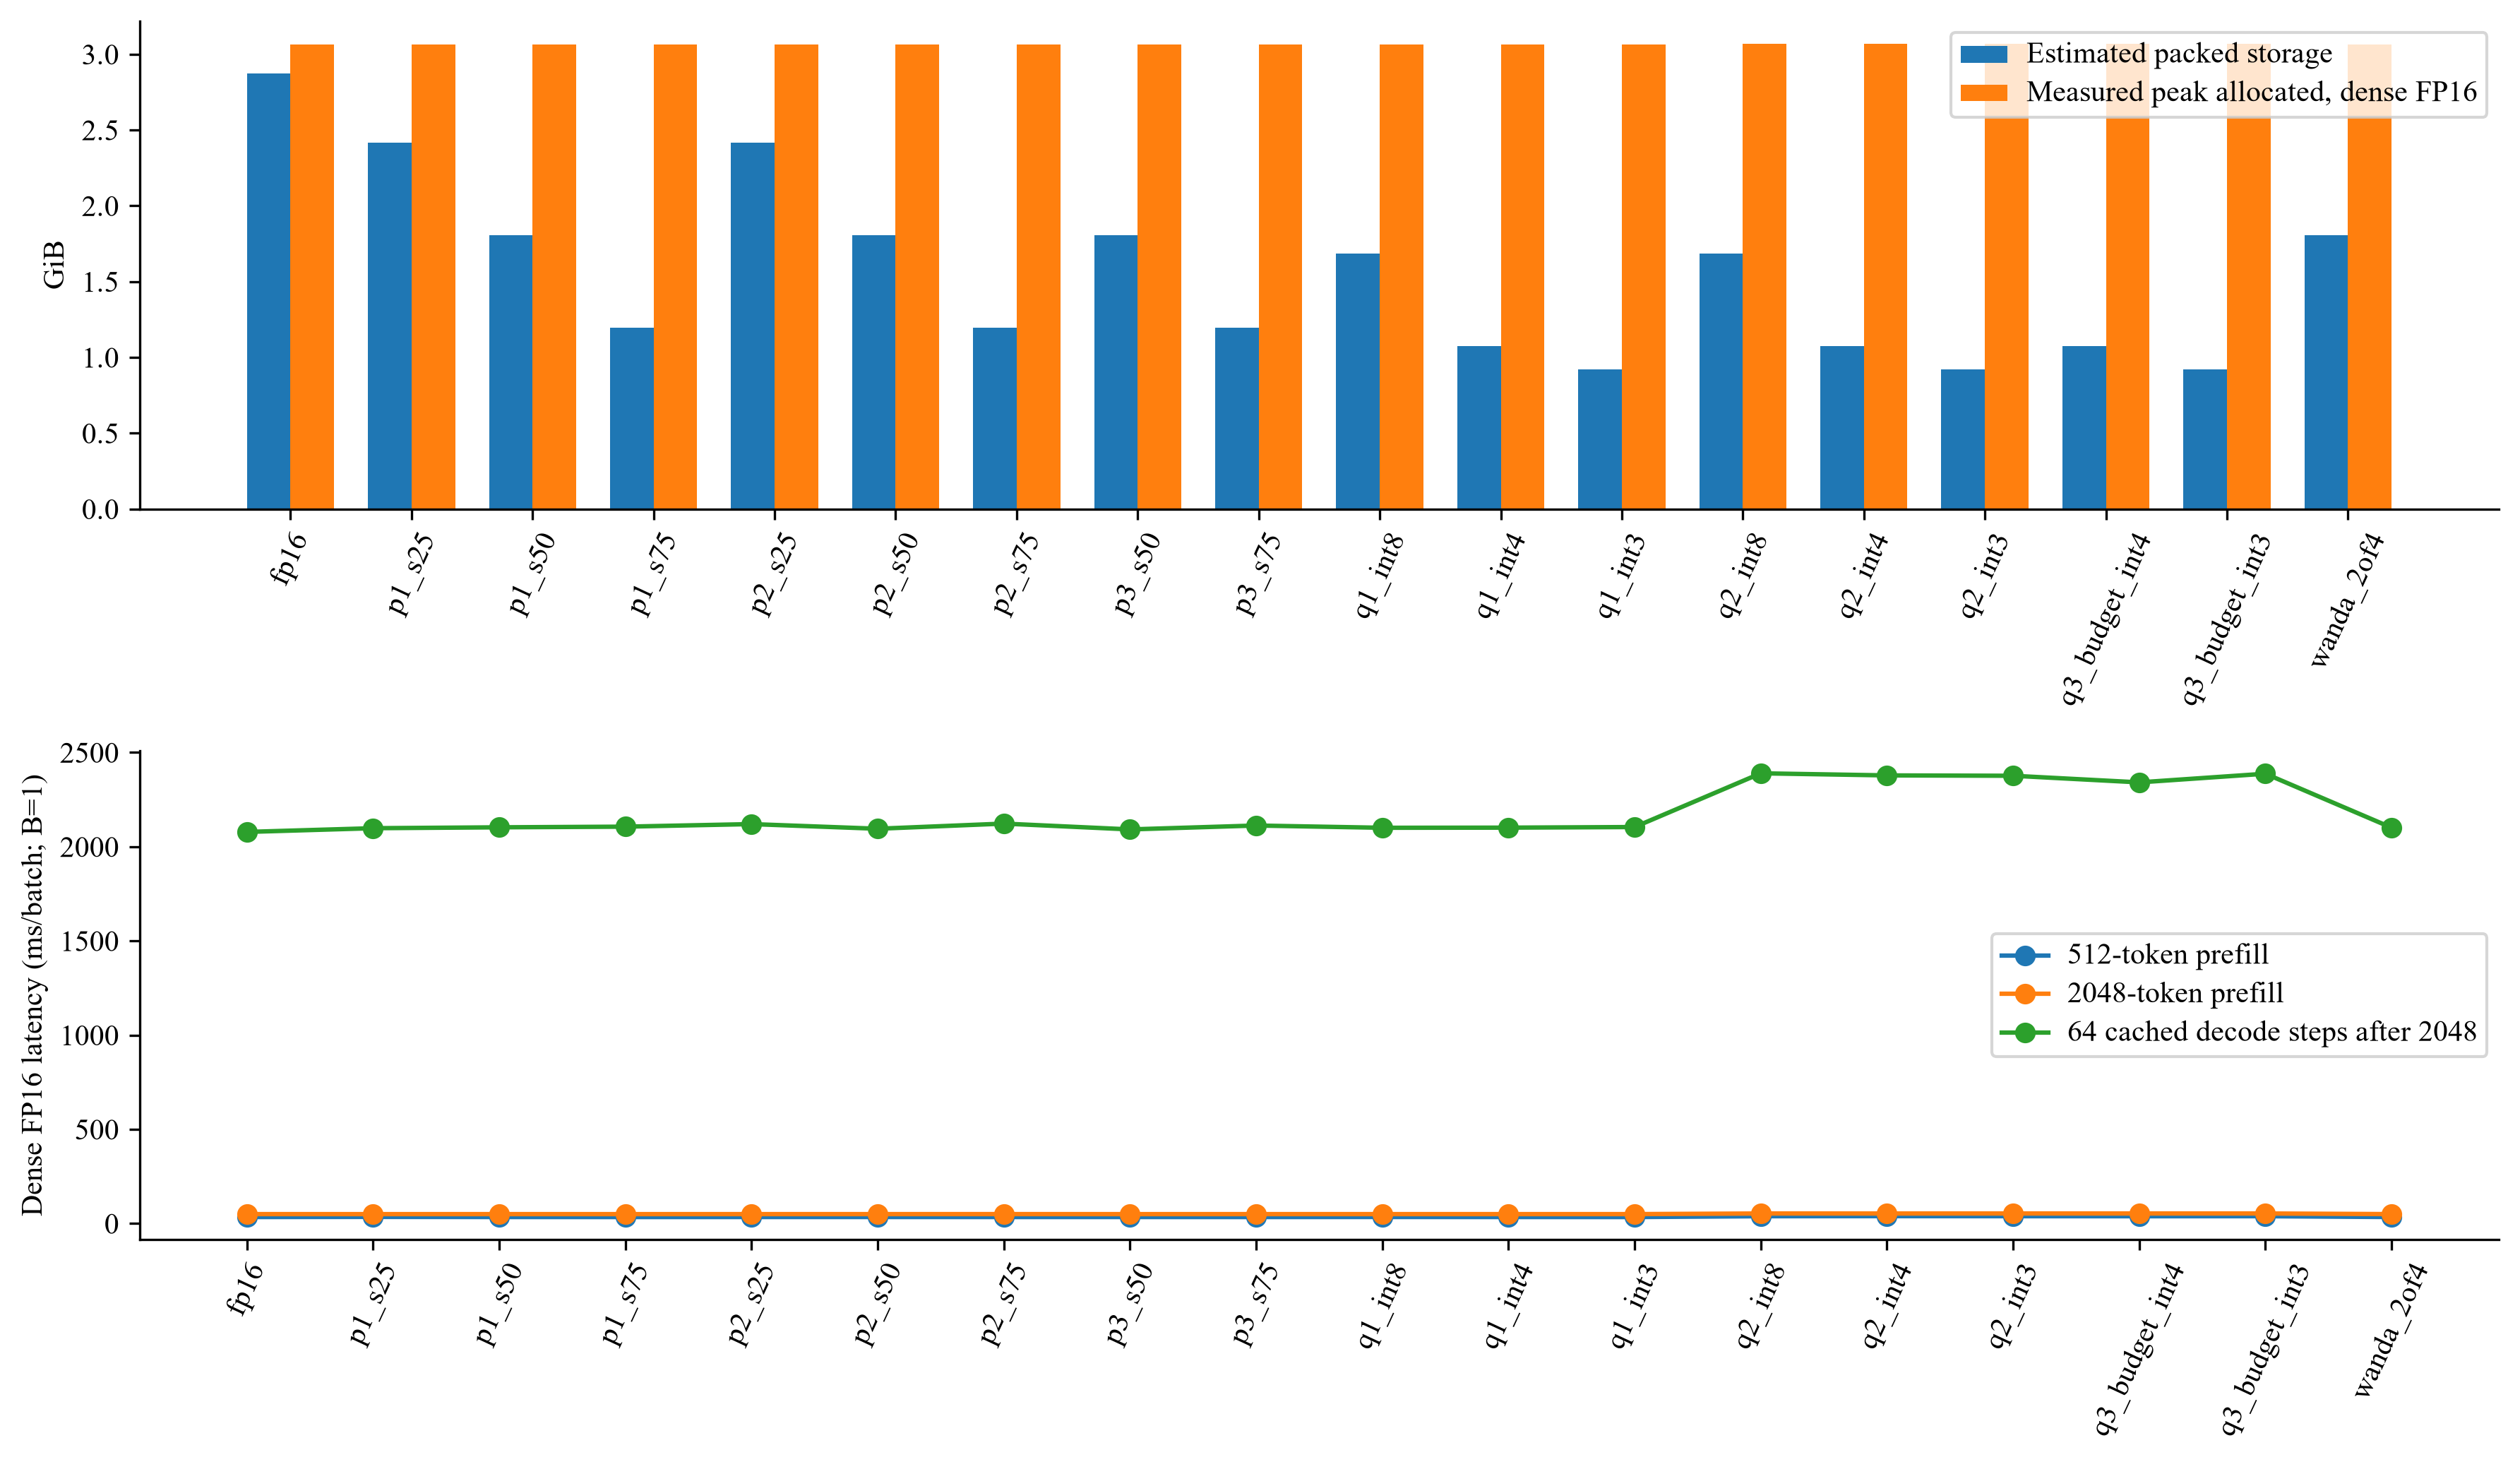 GiB
3.0
2.5
2.0
1.5
1.0
0.5
0.0
Estimated packed storage
Measured peak allocated, dense FP16
fp16
p1_s25
p1_s50
p1_s75
p2_s25
p2_s50
p2_s75
p3_s50
p3_s75
q1_int8
q1_int4
q1_int3
q2_int8
q2_int4
q2_int3
q3_budget_int4
q3_budget_int3
wanda_2of4
Dense FP16 latency (ms/batch; B=1)
2500
2000
1500
1000
500
0
512-token prefill
2048-token prefill
64 cached decode steps after 2048
fp16
p1_s25
p1_s50
p1_s75
p2_s25
p2_s50
p2_s75
p3_s50
p3_s75
q1_int8
q1_int4
q1_int3
q2_int8
q2_int4
q2_int3
q3_budget_int4
q3_budget_int3
wanda_2of4